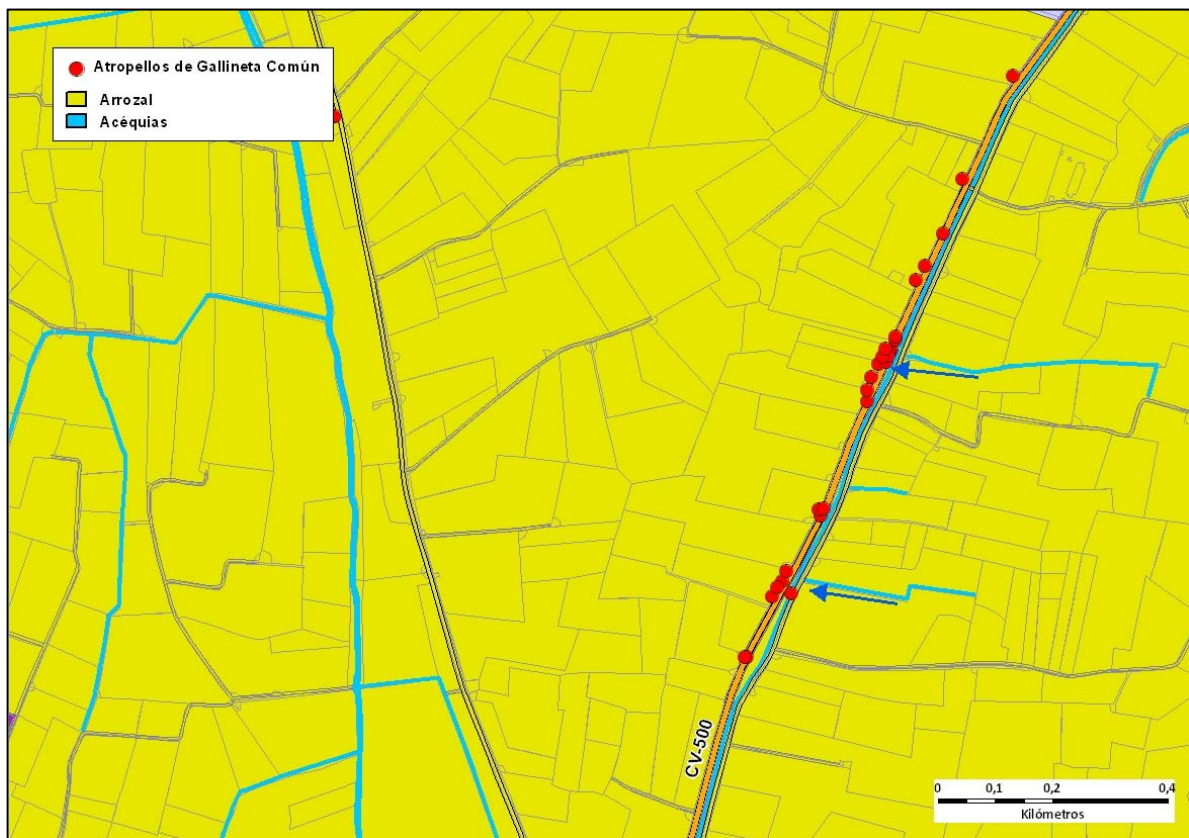 Atropellos de Gallineta Común
Arrozal
Acéquias
CV-500
0 0,1 0,2 0,4
Kilómetros